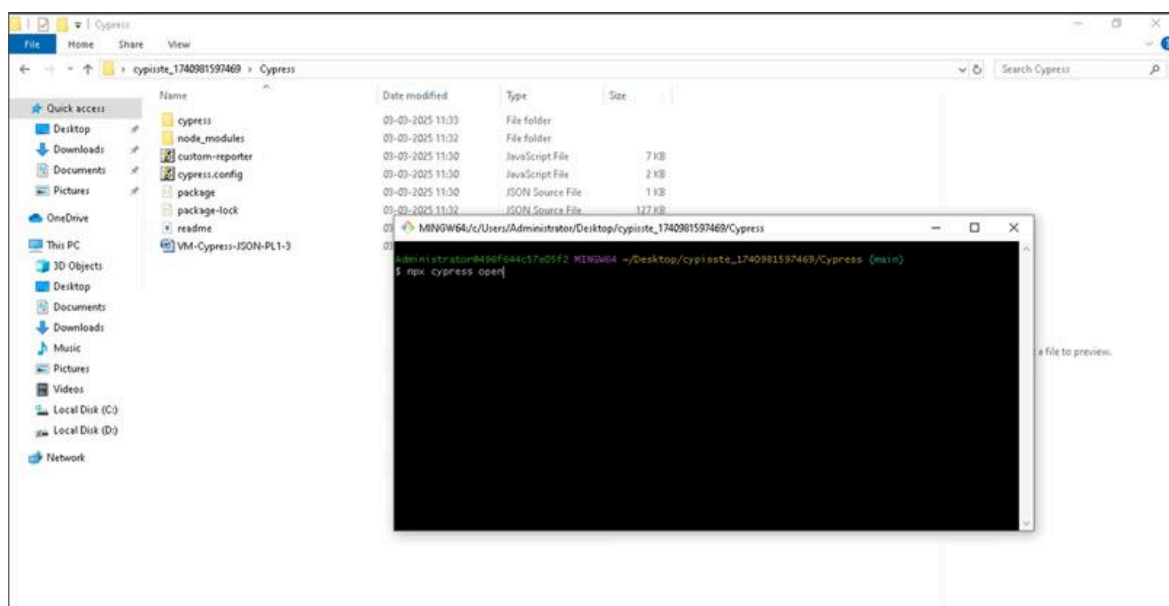 Cypress
File Home Share View
cypisste_1740981597469 > Cypress
Search Cypress
Name Date modified Type Size
Quick access
Desktop
Downloads
Documents
Pictures
OneDrive
This PC
3D Objects
Desktop
Documents
Downloads
Music
Pictures
Videos
Local Disk (C:)
Local Disk (D:)
Network
cypress 03-03-2025 11:33 File folder
node_modules 03-03-2025 11:32 File folder
custom-reporter 03-03-2025 11:30 JavaScript File 7 KB
cypress.config 03-03-2025 11:30 JavaScript File 2 KB
package 03-03-2025 11:30 JSON Source File 1 KB
package-lock 03-03-2025 11:32 JSON Source File 127 KB
readme 03
VM-Cypress-JSON-PL1-3 03
MINGW64:/c/Users/Administrator/Desktop/cypisste_1740981597469/Cypress
Administrator@498f644c57e05f2 MINGW64 ~/Desktop/cypisste_1740981597469/Cypress (main)
$ npx cypress open
a file to preview.